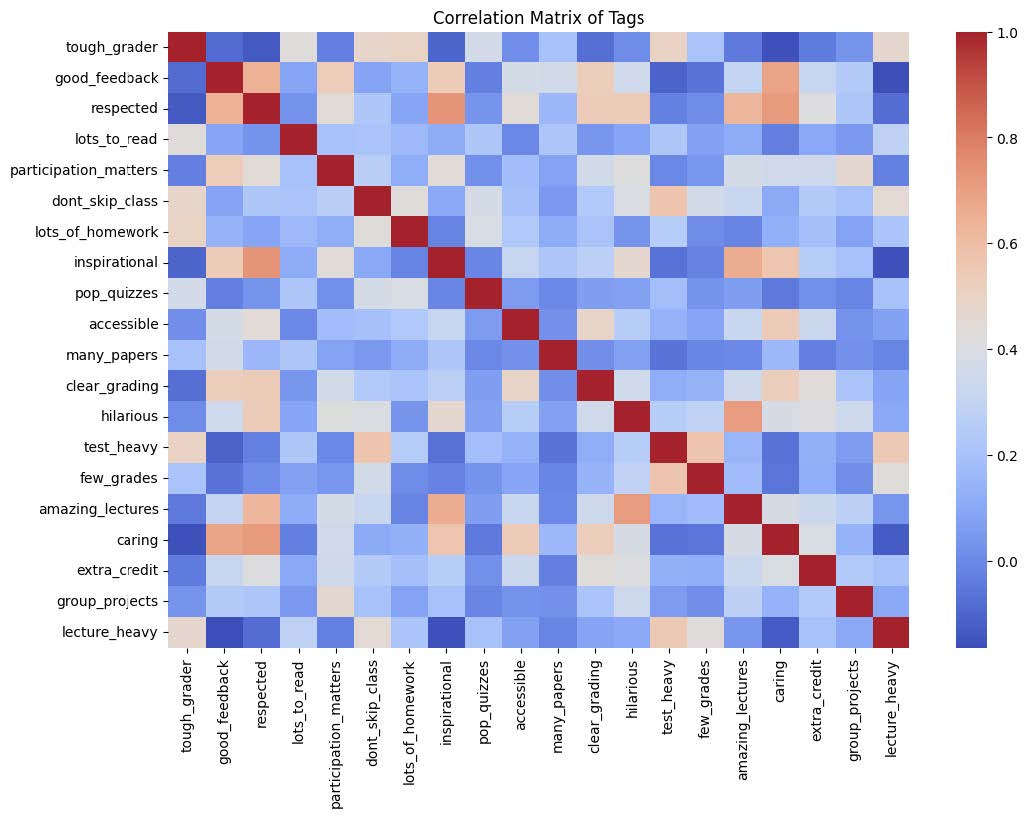 Correlation Matrix of Tags
tough_grader
good_feedback
respected
lots_to_read
participation_matters
dont_skip_class
lots_of_homework
inspirational
pop_quizzes
accessible
many_papers
clear_grading
hilarious
test_heavy
few_grades
amazing_lectures
caring
extra_credit
group_projects
lecture_heavy
tough_grader
good_feedback
respected
lots_to_read
participation_matters
dont_skip_class
lots_of_homework
inspirational
pop_quizzes
accessible
many_papers
clear_grading
hilarious
test_heavy
few_grades
amazing_lectures
caring
extra_credit
group_projects
lecture_heavy
1.0
0.8
0.6
0.4
0.2
0.0